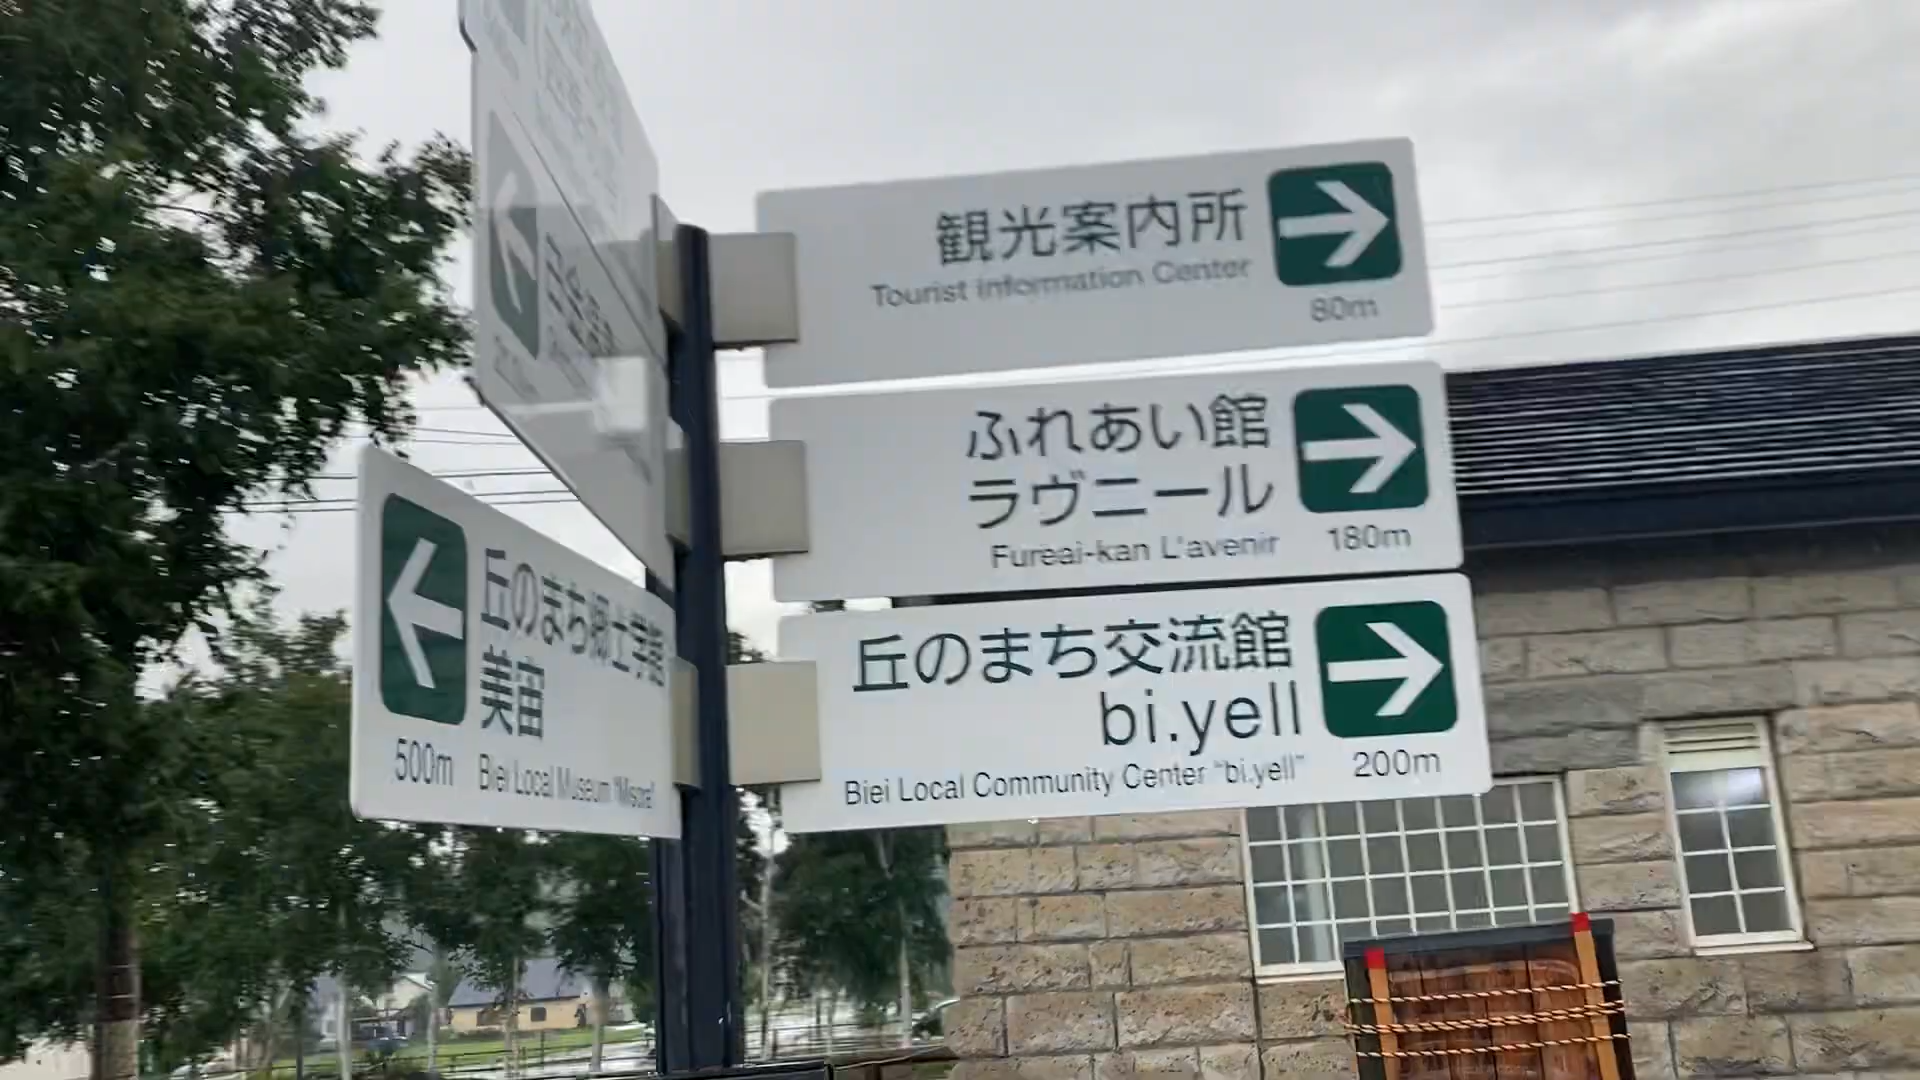 観光案内所
Tourist Information Center
80m
ふれあい館
ラヴニール
Fureai-kan L'avenir
180m
丘のまち交流館
bi.yell
Biei Local Community Center "bi.yell"
200m
丘のまち郷土学館
美宙
500m
Biei Local Museum "Misora"